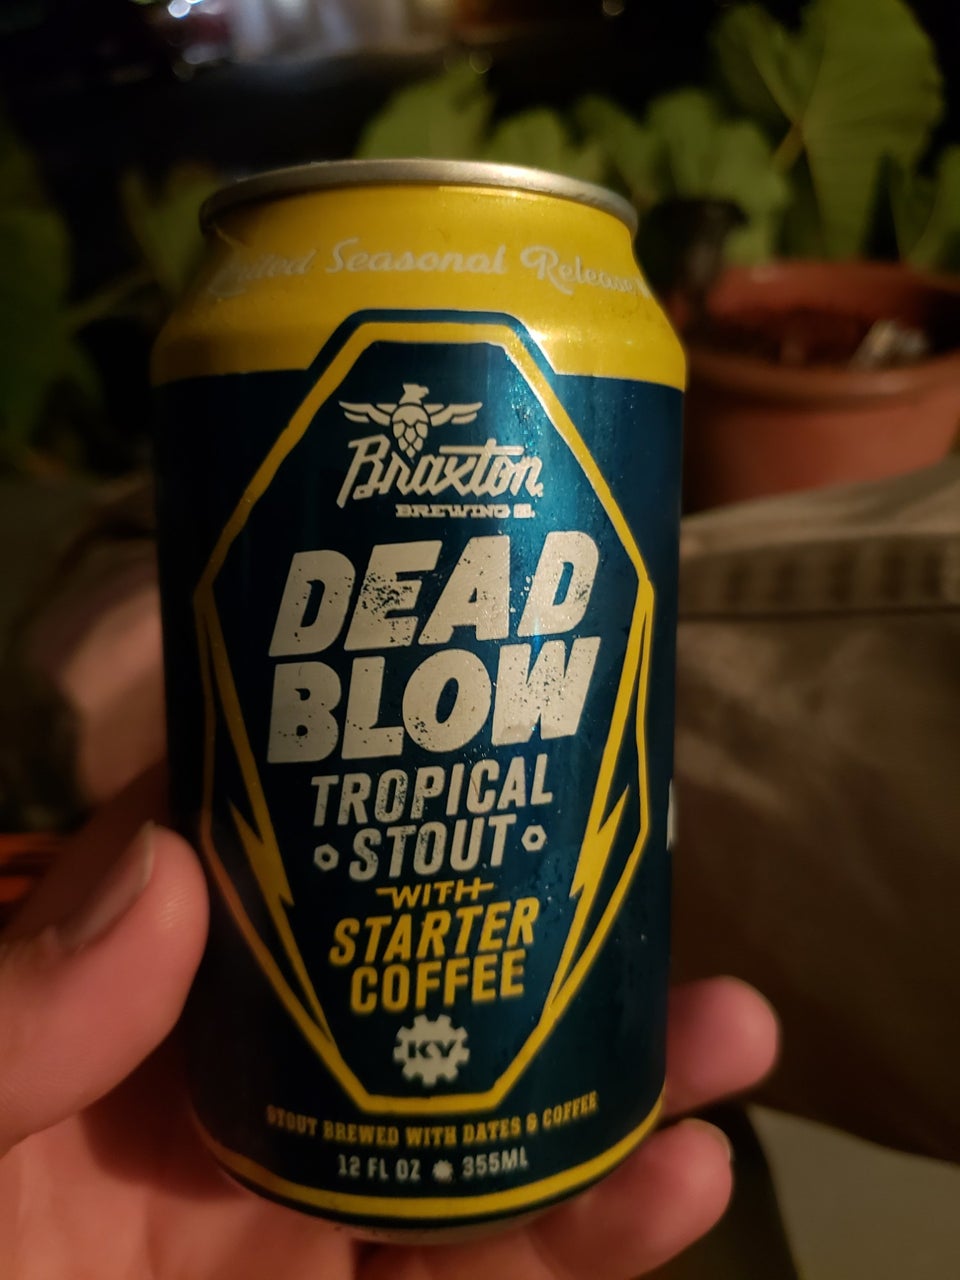 Seasonal Release
Braxton
BREWING CO.
DEAD
BLOW
TROPICAL
STOUT
WITH
STARTER
COFFEE
KY
STOUT BREWED WITH DATES & COFFEE
12 FL OZ 355ML